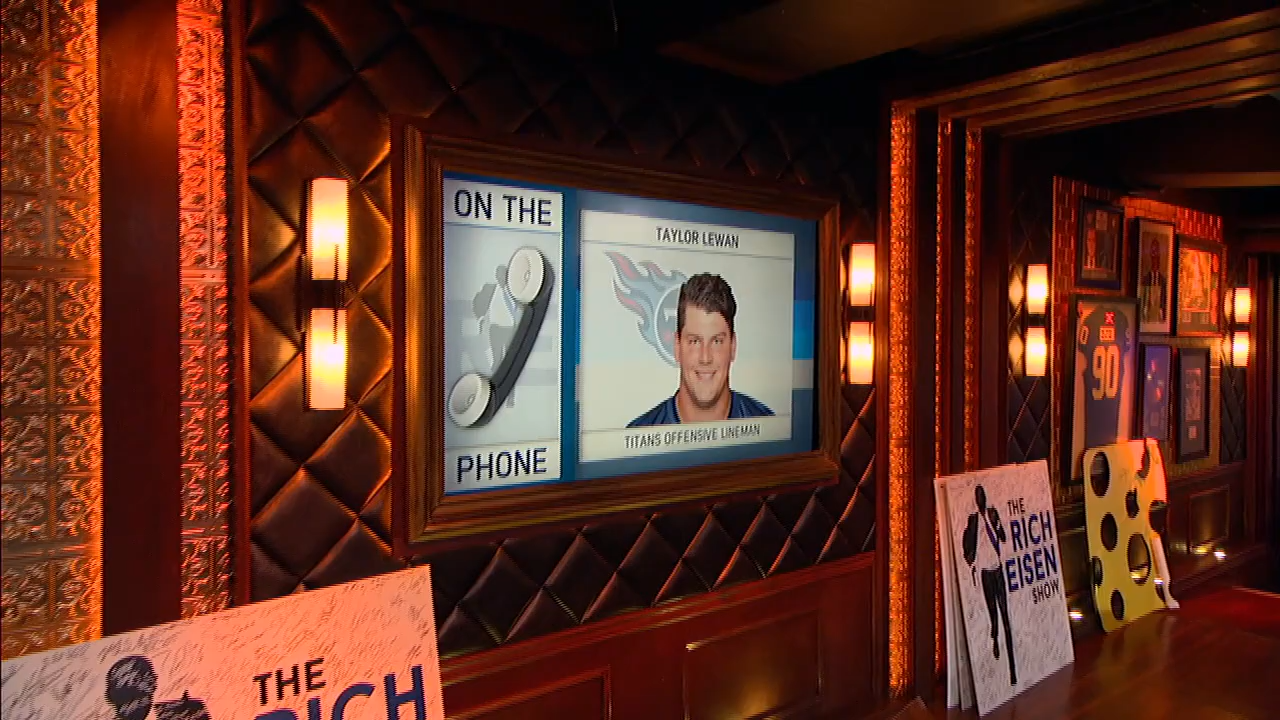 ON THE
PHONE
TAYLOR LEWAN
TITANS OFFENSIVE LINEMAN
THE
RICH
EISEN
SHOW
90
THE
RICH